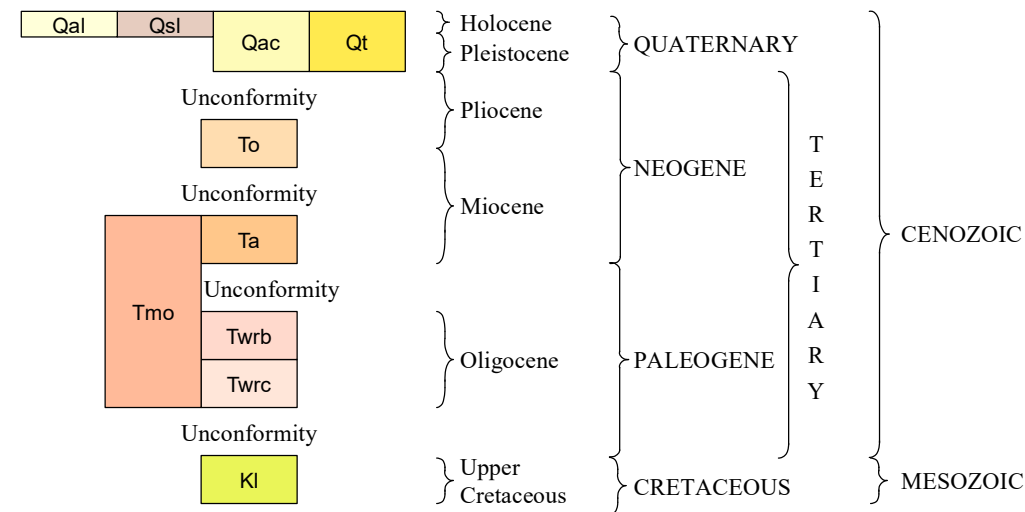 Qal
Qsl
Qac
Qt
Holocene
Pleistocene
QUATERNARY
Unconformity
Pliocene
To
Unconformity
Miocene
NEOGENE
Ta
T
E
R
T
I
A
R
Y
CENOZOIC
Unconformity
Tmo
Twrb
Twrc
Oligocene
PALEOGENE
Unconformity
Kl
Upper
Cretaceous
CRETACEOUS
MESOZOIC